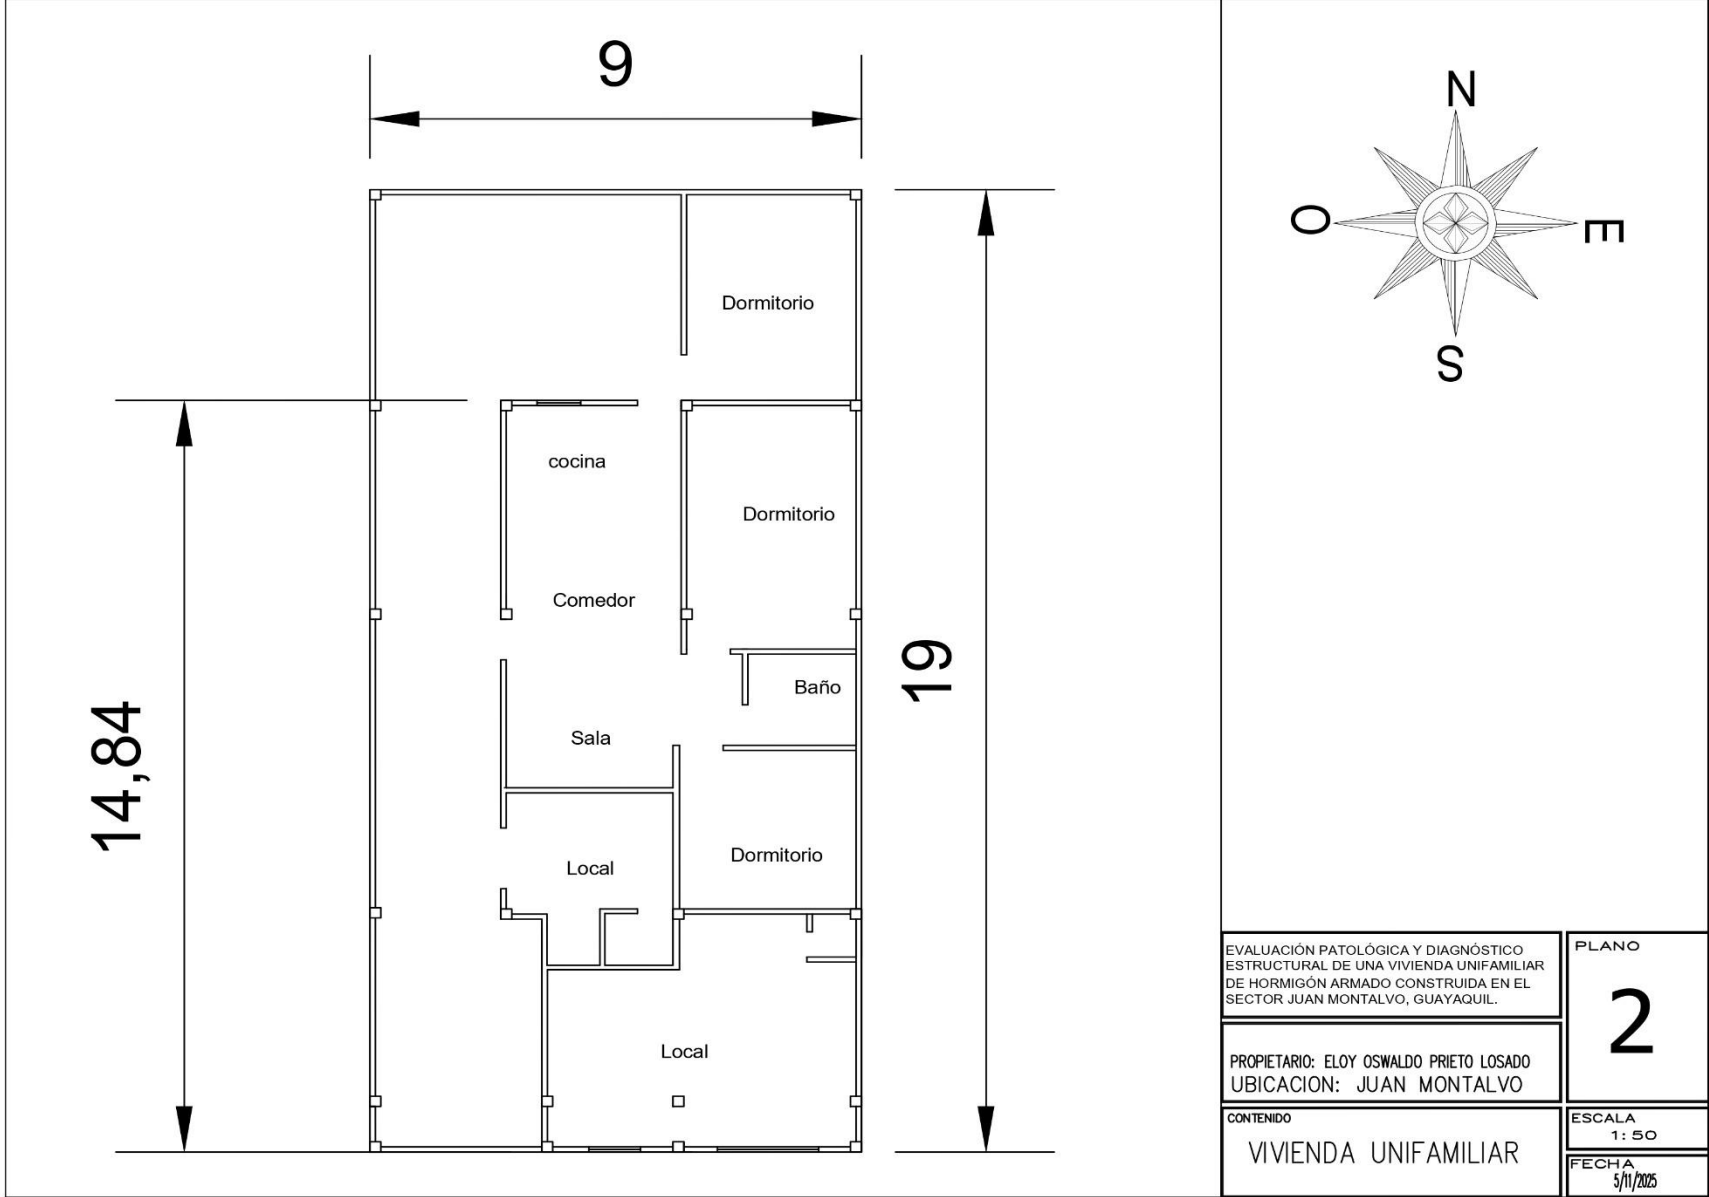 9
N
O
E
S
Dormitorio
cocina
Dormitorio
Comedor
19
Baño
14,84
Sala
Dormitorio
Local
Local
EVALUACIÓN PATOLÓGICA Y DIAGNÓSTICO
ESTRUCTURAL DE UNA VIVIENDA UNIFAMILIAR
DE HORMIGÓN ARMADO CONSTRUIDA EN EL
SECTOR JUAN MONTALVO, GUAYAQUIL.
PLANO
2
PROPIETARIO: ELOY OSWALDO PRIETO LOSADO
UBICACION: JUAN MONTALVO
CONTENIDO
VIVIENDA UNIFAMILIAR
ESCALA
1:50
FECHA
5/11/2025